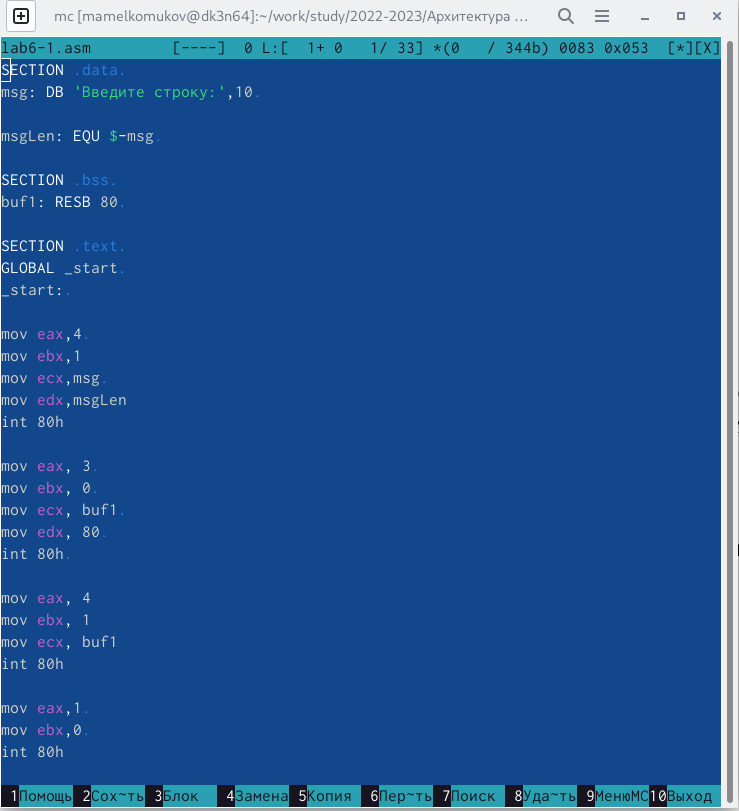 mc [mamelkomukov@dk3n64]:~/work/study/2022-2023/Архитектура ...
lab6-1.asm [----] 0 L:[ 1+ 0 1/ 33] *(0 / 344b) 0083 0x053 [*][X]
SECTION .data.
msg: DB 'Введите строку:',10.
msgLen: EQU $-msg.
SECTION .bss.
buf1: RESB 80.
SECTION .text.
GLOBAL _start.
_start:.
mov eax,4.
mov ebx,1
mov ecx,msg.
mov edx,msgLen
int 80h
mov eax, 3.
mov ebx, 0.
mov ecx, buf1.
mov edx, 80.
int 80h.
mov eax, 4
mov ebx, 1
mov ecx, buf1
int 80h
mov eax,1.
mov ebx,0.
int 80h
1Помощь 2Сох~ть 3Блок 4Замена 5Копия 6Пер~ть 7Поиск 8Уда~ть 9МенюMC 10Выход